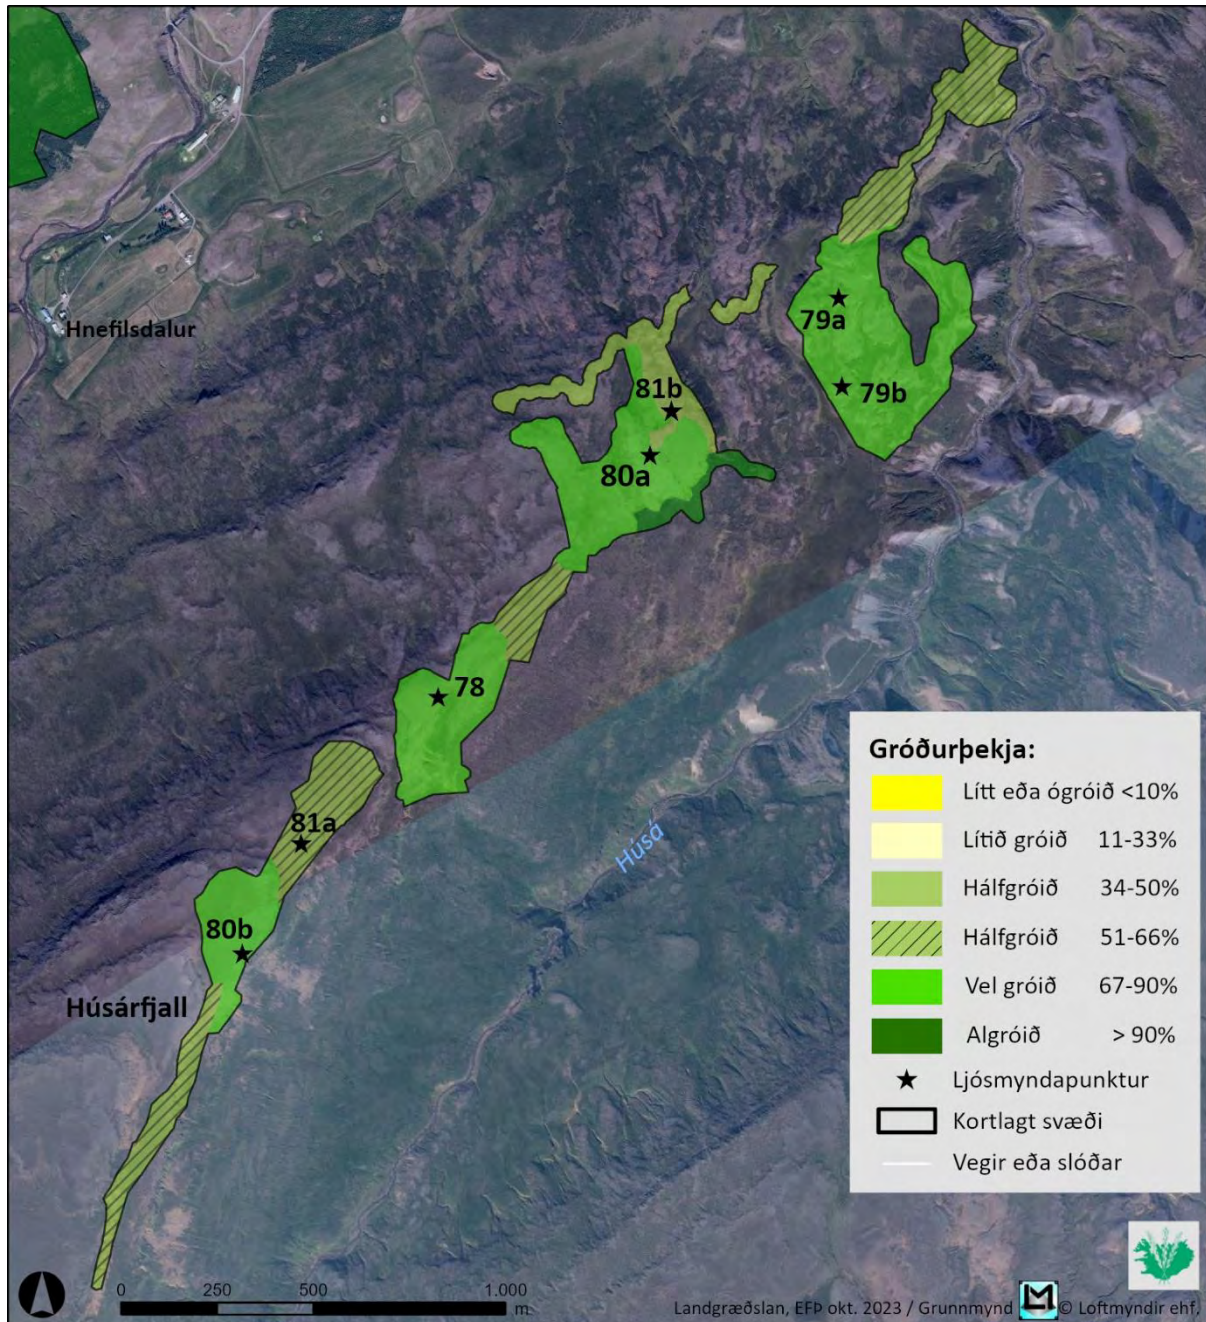 Hnefilsdalur
79a
79b
81b
80a
78
81a
80b
Húsárfjall
Húsá
Gróðurþekja:
Lítt eða ógróið <10%
Lítið gróið 11-33%
Hálfgróið 34-50%
Hálfgróið 51-66%
Vel gróið 67-90%
Algróið > 90%
Ljósmyndapunktur
Kortlagt svæði
Vegir eða slóðar
0 250 500 1.000
m
Landgræðslan, EFÞ okt. 2023 / Grunnmynd LM © Loftmyndir ehf.